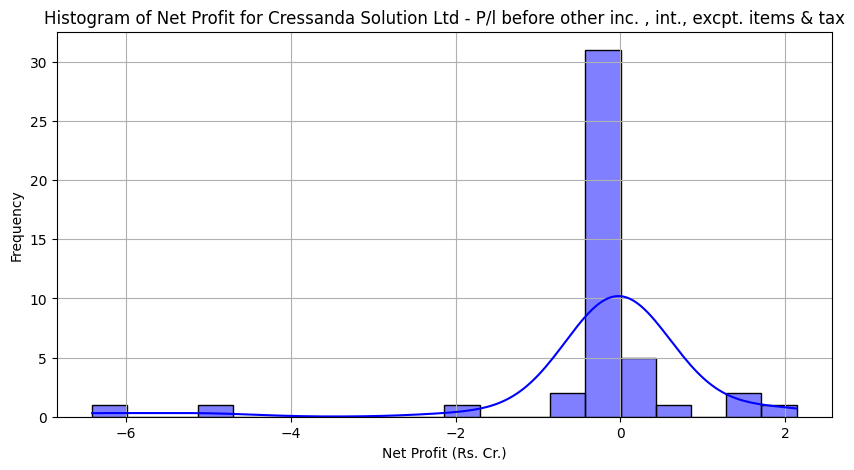 Histogram of Net Profit for Cressanda Solution Ltd - P/l before other inc. , int., excpt. items & tax
30
25
20
15
10
5
0
Frequency
−6 −4 −2 0 2
Net Profit (Rs. Cr.)